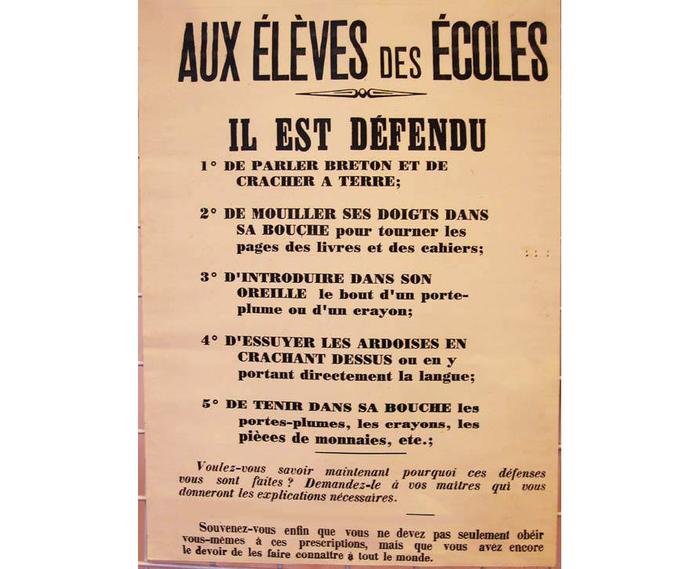 AUX ÉLÈVES DES ÉCOLES
IL EST DÉFENDU
1° DE PARLER BRETON ET DE
CRACHER A TERRE;
2° DE MOUILLER SES DOIGTS DANS
SA BOUCHE pour tourner les
pages des livres et des cahiers;
3° D'INTRODUIRE DANS SON
OREILLE le bout d'un porte-
plume ou d'un crayon;
4° D'ESSUYER LES ARDOISES EN
CRACHANT DESSUS ou en y
portant directement la langue;
5° DE TENIR DANS SA BOUCHE les
portes-plumes, les crayons, les
pièces de monnaies, etc.;
Voulez-vous savoir maintenant pourquoi ces défenses
vous sont faites ? Demandez-le à vos maîtres qui vous
donneront les explications nécessaires.
Souvenez-vous enfin que vous ne devez pas seulement obéir
vous-mêmes à ces prescriptions, mais que vous avez encore
le devoir de les faire connaître à tout le monde.